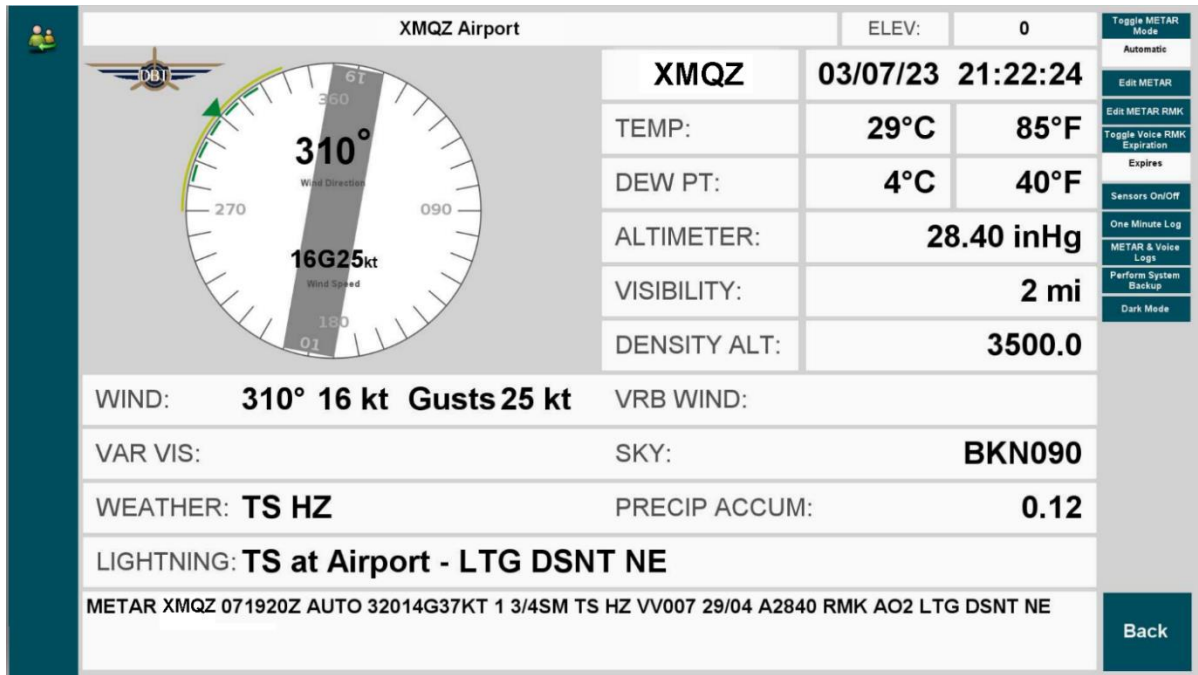 XMQZ Airport
ELEV: 0
DBT
XMQZ 03/07/23 21:22:24
19
360
310°
Wind Direction
270 090
16G25kt
Wind Speed
180
01
TEMP: 29°C 85°F
DEW PT: 4°C 40°F
ALTIMETER: 28.40 inHg
VISIBILITY: 2 mi
DENSITY ALT: 3500.0
WIND: 310° 16 kt Gusts 25 kt VRB WIND:
VAR VIS: SKY: BKN090
WEATHER: TS HZ PRECIP ACCUM: 0.12
LIGHTNING: TS at Airport - LTG DSNT NE
METAR XMQZ 071920Z AUTO 32014G37KT 1 3/4SM TS HZ VV007 29/04 A2840 RMK AO2 LTG DSNT NE
Toggle METAR
Mode
Automatic
Edit METAR
Edit METAR RMK
Toggle Voice RMK
Expiration
Expires
Sensors On/Off
One Minute Log
METAR & Voice
Logs
Perform System
Backup
Dark Mode
Back